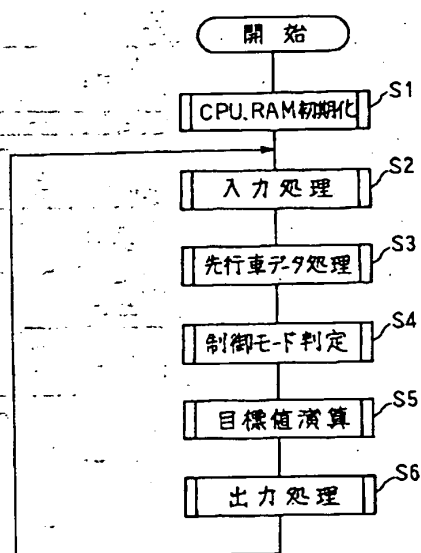 開始
CPU.RAM初期化 S1
入力処理 S2
先行車データ処理 S3
制御モード判定 S4
目標値演算 S5
出力処理 S6